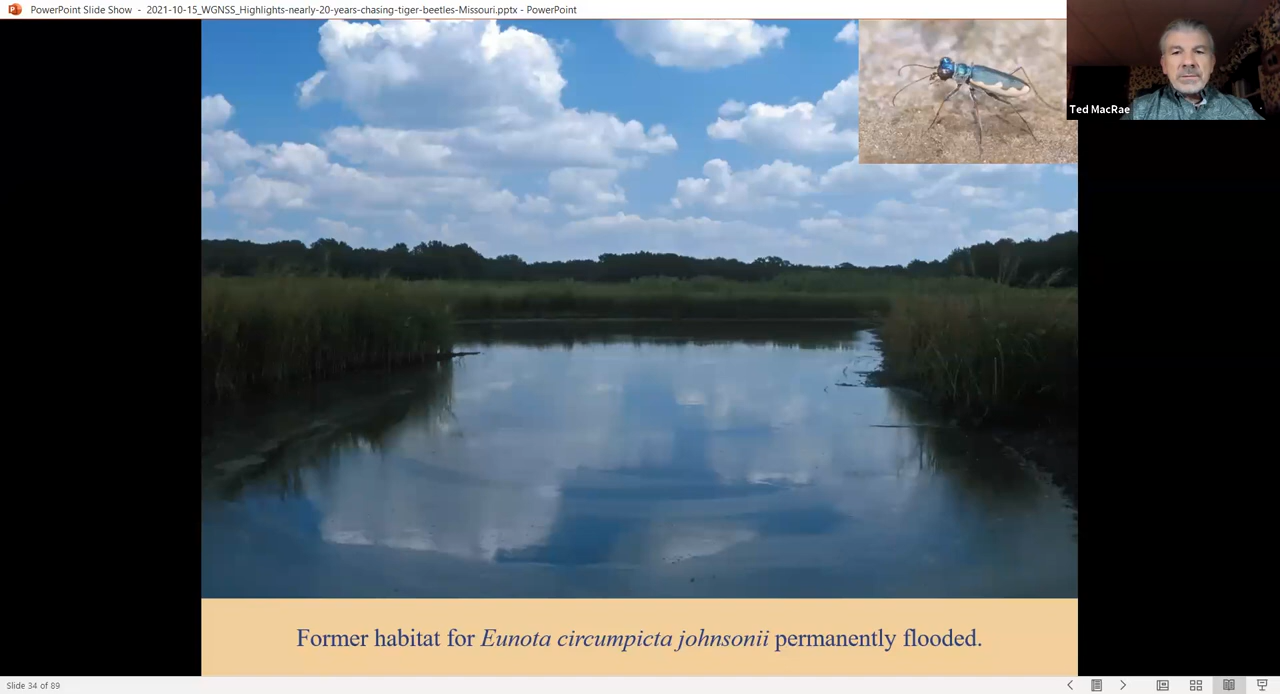 PowerPoint Slide Show - 2021-10-15_WGNSS_Highlights-nearly-20-years-chasing-tiger-beetles-Missouri.pptx - PowerPoint
Ted MacRae
Former habitat for Eunota circumpicta johnsonii permanently flooded.
Slide 34 of 89